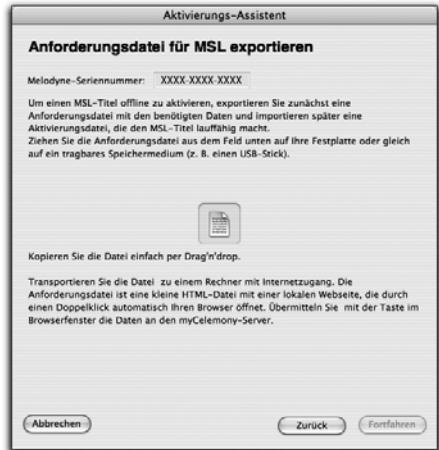 Aktivierungs-Assistent
Anforderungsdatei für MSL exportieren
Melodyne-Seriennummer: XXXX-XXXX-XXXX
Um einen MSL-Titel offline zu aktivieren, exportieren Sie zunächst eine
Anforderungsdatei mit den benötigten Daten und importieren später eine
Aktivierungsdatei, die den MSL-Titel lauffähig macht.
Ziehen Sie die Anforderungsdatei aus dem Feld unten auf Ihre Festplatte oder gleich
auf ein tragbares Speichermedium (z. B. einen USB-Stick).
Kopieren Sie die Datei einfach per Drag'n'drop.
Transportieren Sie die Datei zu einem Rechner mit Internetzugang. Die
Anforderungsdatei ist eine kleine HTML-Datei mit einer lokalen Webseite, die durch
einen Doppelklick automatisch Ihren Browser öffnet. Übermitteln Sie mit der Taste im
Browserfenster die Daten an den myCelemony-Server.
Abbrechen Zurück Fortfahren